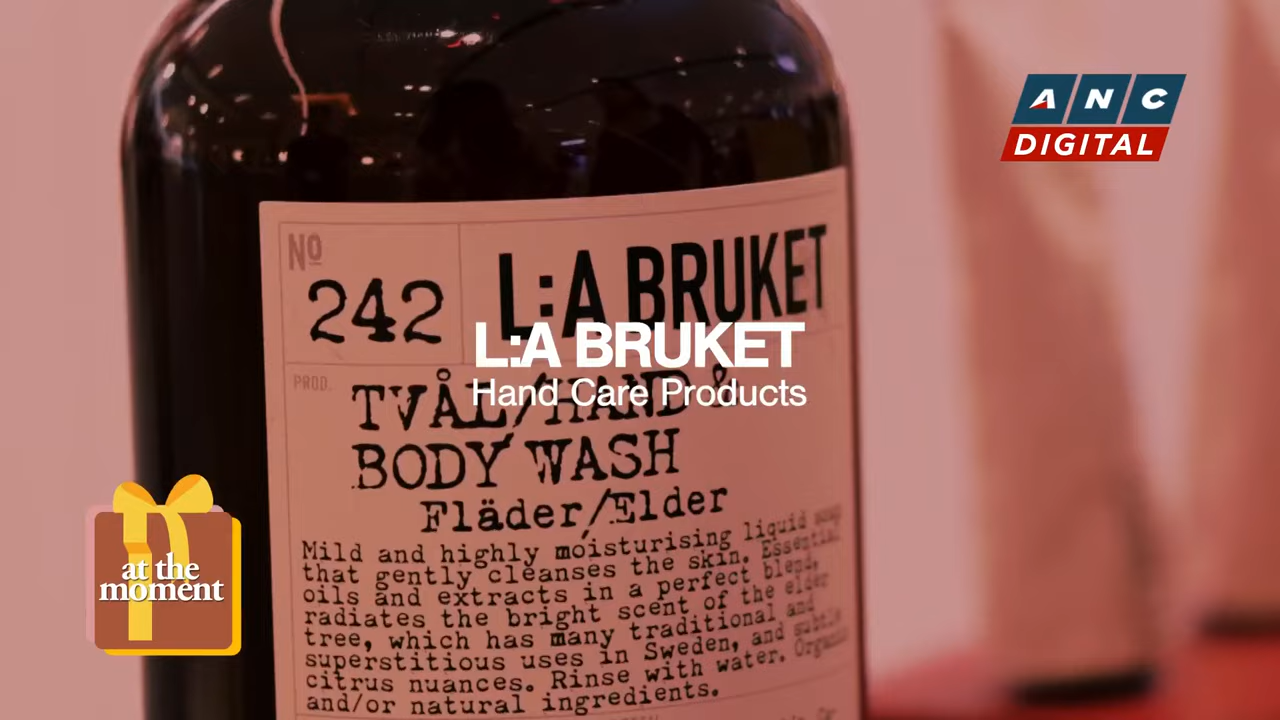 ANC
DIGITAL
No
242
L:A BRUKET
L:A BRUKET
Hand Care Products
PROD.
TVÅL/HAND &
BODY WASH
Fläder/Elder
Mild and highly moisturising liquid soap
that gently cleanses the skin. Essential
oils and extracts in a perfect blend,
radiates the bright scent of the elder
tree, which has many traditional and
superstitious uses in Sweden, and subtle
citrus nuances. Rinse with water. Organic
and/or natural ingredients.
at the
moment